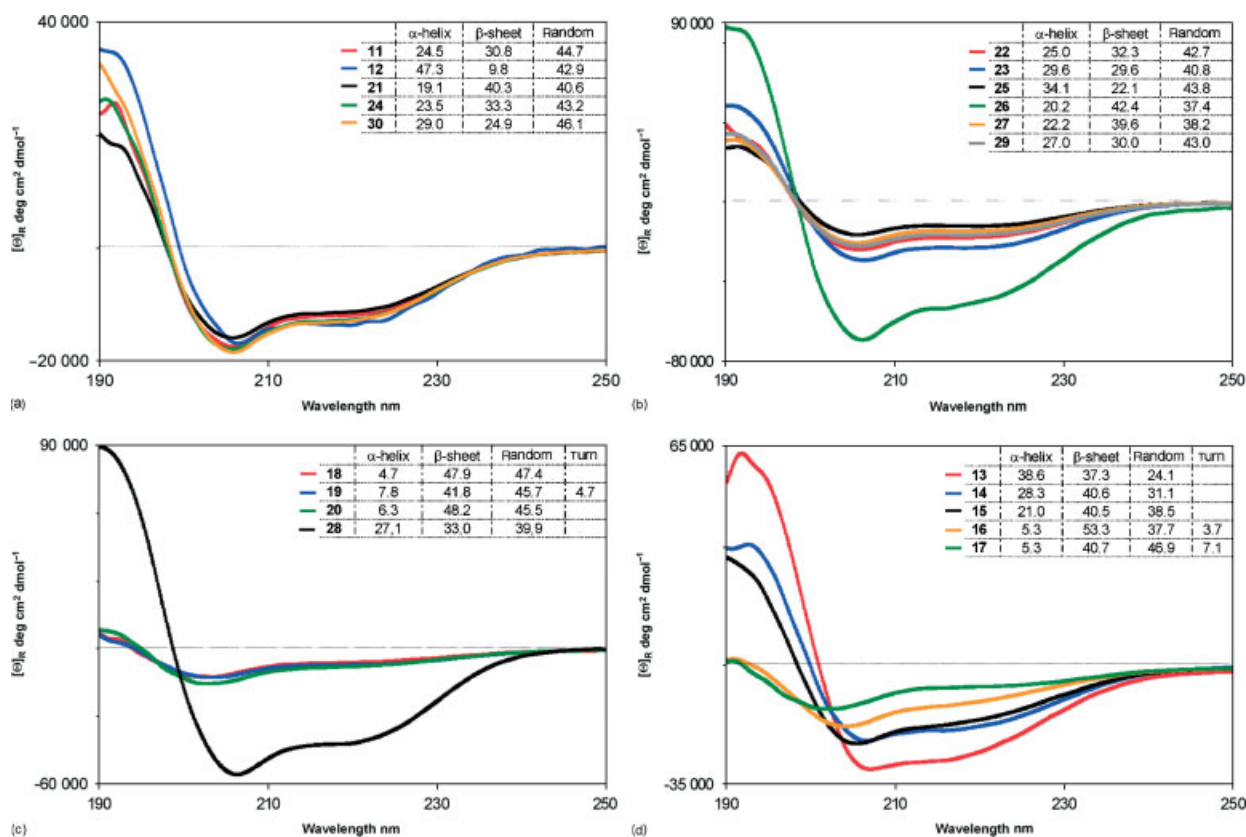 40 000
α-helix β-sheet Random
11 24.5 30.8 44.7
12 47.3 9.8 42.9
21 19.1 40.3 40.6
24 23.5 33.3 43.2
30 29.0 24.9 46.1
[Θ]R deg cm² dmol⁻¹
−20 000
190 210 230 250
(a) Wavelength nm
90 000
α-helix β-sheet Random
22 25.0 32.3 42.7
23 29.6 29.6 40.8
25 34.1 22.1 43.8
26 20.2 42.4 37.4
27 22.2 39.6 38.2
29 27.0 30.0 43.0
[Θ]R deg cm² dmol⁻¹
-80 000
190 210 230 250
(b) Wavelength nm
90 000
α-helix β-sheet Random Turn
18 4.7 47.9 47.4
19 7.8 41.8 45.7 4.7
20 6.3 48.2 45.5
28 27,1 33,0 39,9
[Θ]R deg cm² dmol⁻¹
−60 000
190 210 230 250
(c) Wavelength nm
65 000
α-helix β-sheet Random Turn
13 38.6 37.3 24.1
14 28.3 40.6 31.1
15 21.0 40.5 38.5
16 5.3 53.3 37.7 3.7
17 5.3 40.7 46.9 7.1
[Θ]R deg cm² dmol⁻¹
−35 000
190 210 230 250
(d) Wavelength nm